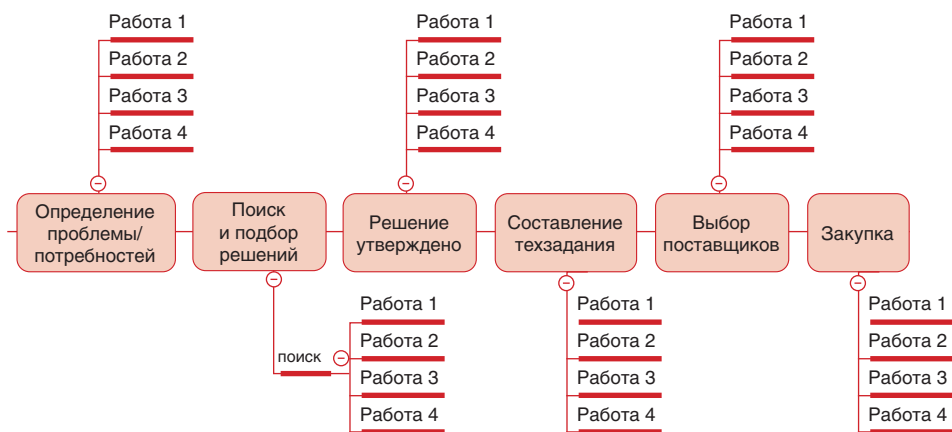 Работа 1
Работа 2
Работа 3
Работа 4
Работа 1
Работа 2
Работа 3
Работа 4
Работа 1
Работа 2
Работа 3
Работа 4
Определение
проблемы/
потребностей
Поиск
и подбор
решений
Решение
утверждено
Составление
техзадания
Выбор
поставщиков
Закупка
поиск
Работа 1
Работа 2
Работа 3
Работа 4
Работа 1
Работа 2
Работа 3
Работа 4
Работа 1
Работа 2
Работа 3
Работа 4